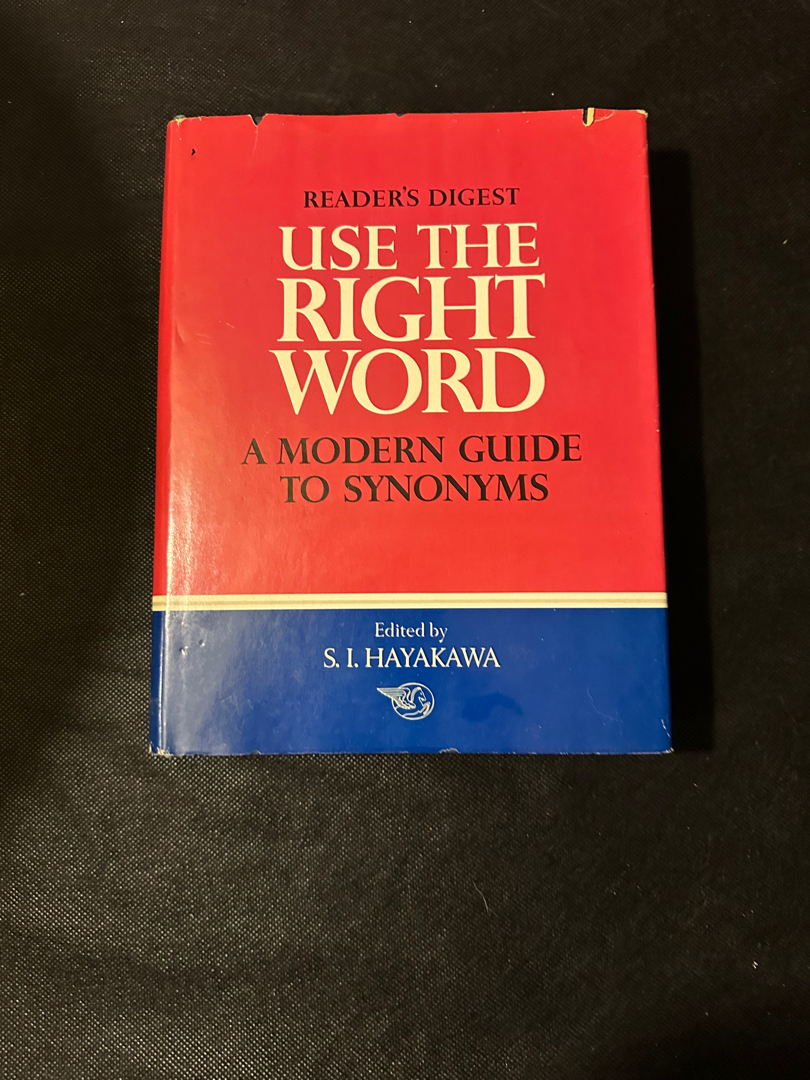 READER'S DIGEST
USE THE
RIGHT
WORD
A MODERN GUIDE
TO SYNONYMS
Edited by
S. I. HAYAKAWA